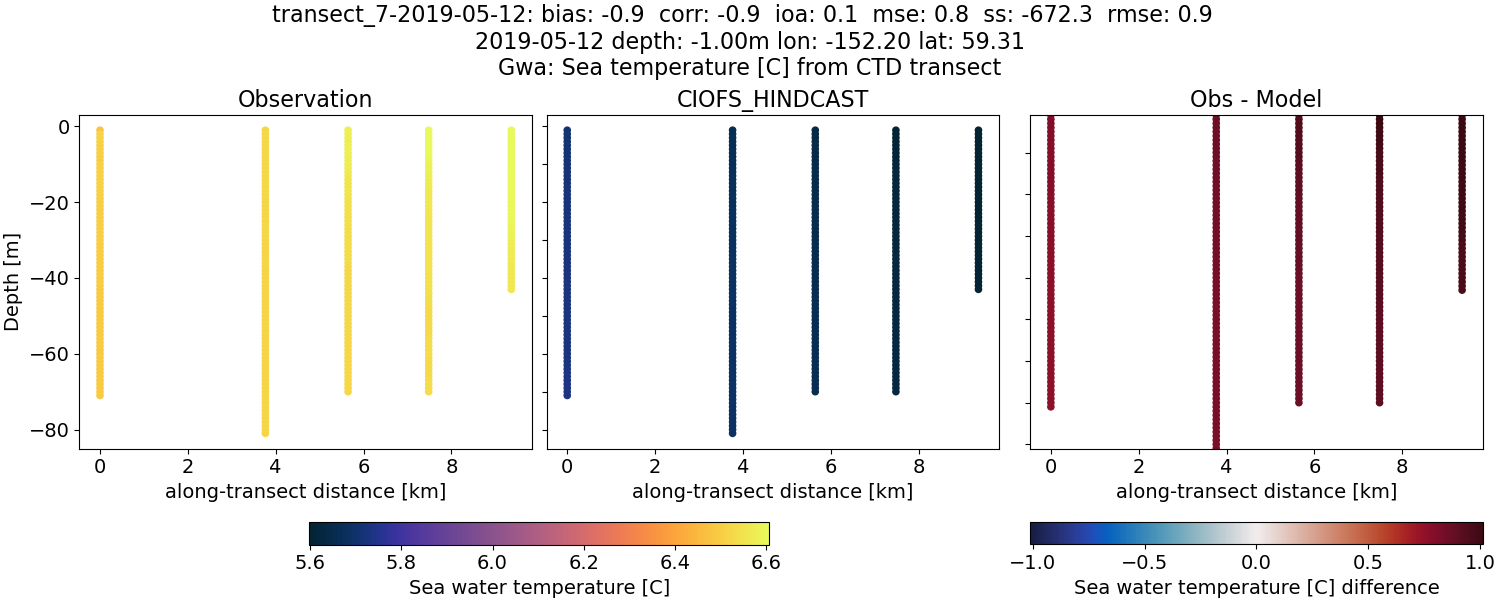 transect_7-2019-05-12: bias: -0.9  corr: -0.9  ioa: 0.1  mse: 0.8  ss: -672.3  rmse: 0.9
2019-05-12 depth: -1.00m lon: -152.20 lat: 59.31
Gwa: Sea temperature [C] from CTD transect
Observation
CIOFS_HINDCAST
Obs - Model
Depth [m]
0
−20
−40
−60
−80
0 2 4 6 8
along-transect distance [km]
0 2 4 6 8
along-transect distance [km]
0 2 4 6 8
along-transect distance [km]
5.6 5.8 6.0 6.2 6.4 6.6
Sea water temperature [C]
−1.0 −0.5 0.0 0.5 1.0
Sea water temperature [C] difference